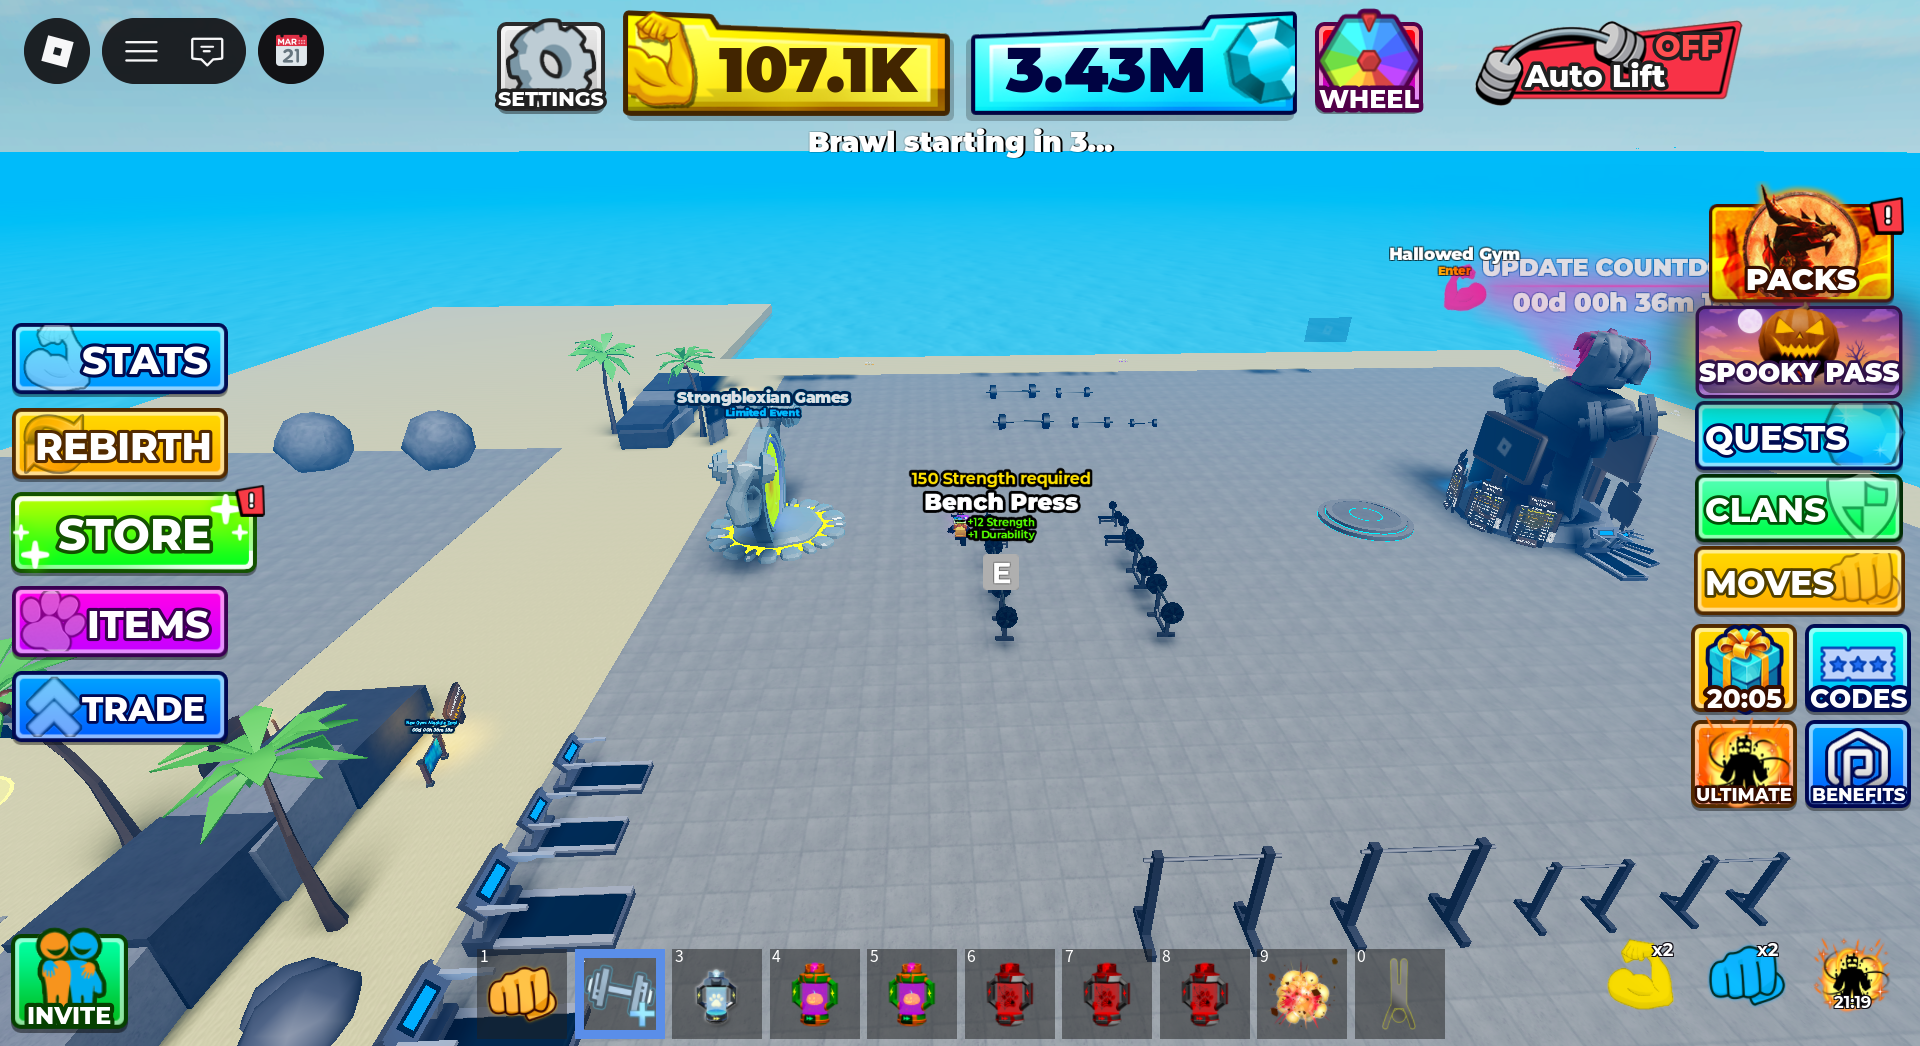 MAR
21
SETTINGS
107.1K
3.43M
WHEEL
OFF
Auto Lift
Brawl starting in 3...
Hallowed Gym
Enter
UPDATE COUNTD
00d 00h 36m 1
PACKS
!
SPOOKY PASS
STATS
REBIRTH
STORE
!
ITEMS
TRADE
QUESTS
CLANS
MOVES
20:05
CODES
ULTIMATE
BENEFITS
Strongbloxian Games
Limited Event
150 Strength required
Bench Press
+12 Strength
+1 Durability
E
INVITE
1
3
4
5
6
7
8
9
0
x2
x2
21:19